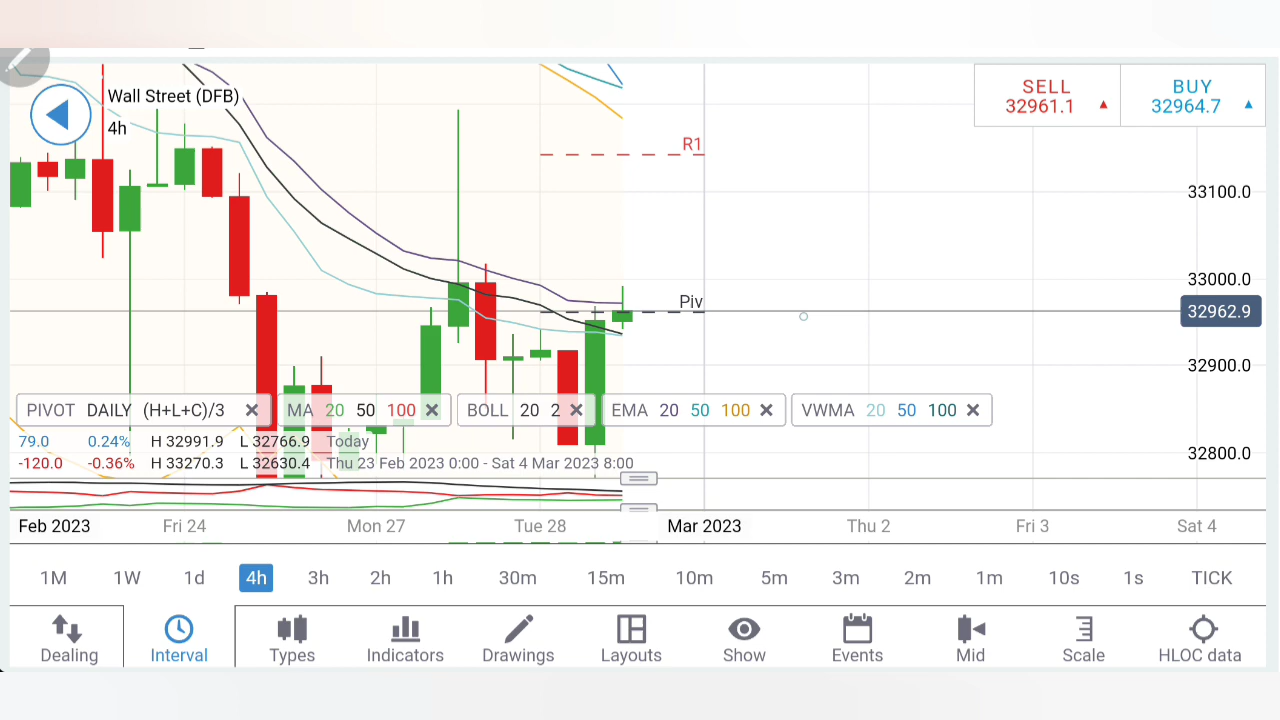 Wall Street (DFB)
4h
SELL
32961.1
BUY
32964.7
R1
33100.0
33000.0
Piv
32962.9
32900.0
PIVOT DAILY (H+L+C)/3
MA 20 50 100
BOLL 20 2
EMA 20 50 100
VWMA 20 50 100
79.0 0.24% H 32991.9 L 32766.9 Today
-120.0 -0.36% H 33270.3 L 32630.4 Thu 23 Feb 2023 0:00 - Sat 4 Mar 2023 8:00
32800.0
Feb 2023 Fri 24 Mon 27 Tue 28 Mar 2023 Thu 2 Fri 3 Sat 4
1M 1W 1d 4h 3h 2h 1h 30m 15m 10m 5m 3m 2m 1m 10s 1s TICK
Dealing Interval Types Indicators Drawings Layouts Show Events Mid Scale HLOC data